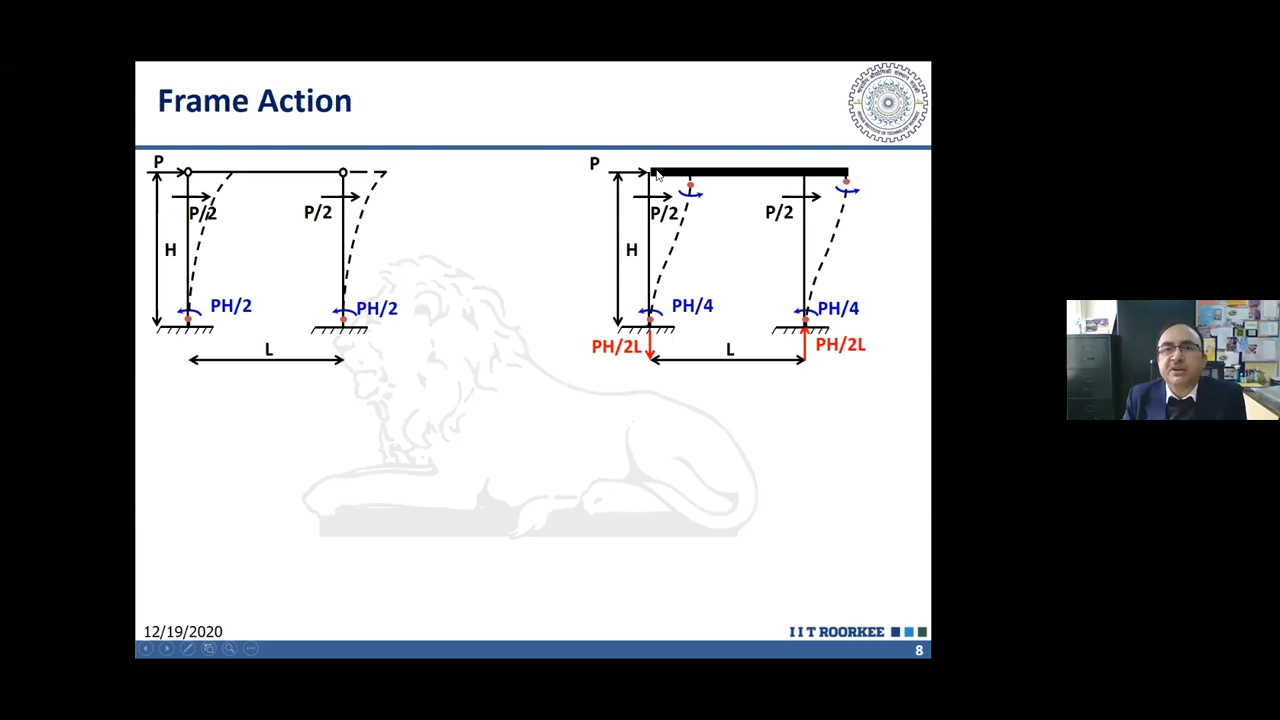 Frame Action
P
P/2
P/2
H
PH/2
PH/2
L
P
P/2
P/2
H
PH/4
PH/4
PH/2L
PH/2L
L
12/19/2020
IIT ROORKEE
8